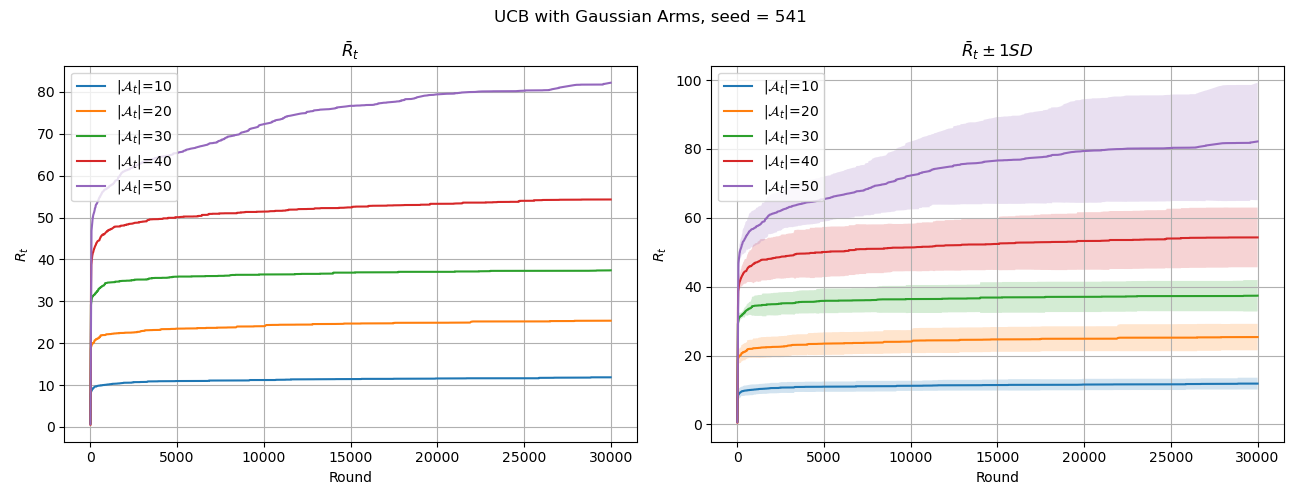 UCB with Gaussian Arms, seed = 541
R̄ₜ
|𝒜ₜ|=10
|𝒜ₜ|=20
|𝒜ₜ|=30
|𝒜ₜ|=40
|𝒜ₜ|=50
Rₜ
80
70
60
50
40
30
20
10
0
0 5000 10000 15000 20000 25000 30000
Round
R̄ₜ ± 1SD
|𝒜ₜ|=10
|𝒜ₜ|=20
|𝒜ₜ|=30
|𝒜ₜ|=40
|𝒜ₜ|=50
Rₜ
100
80
60
40
20
0
0 5000 10000 15000 20000 25000 30000
Round